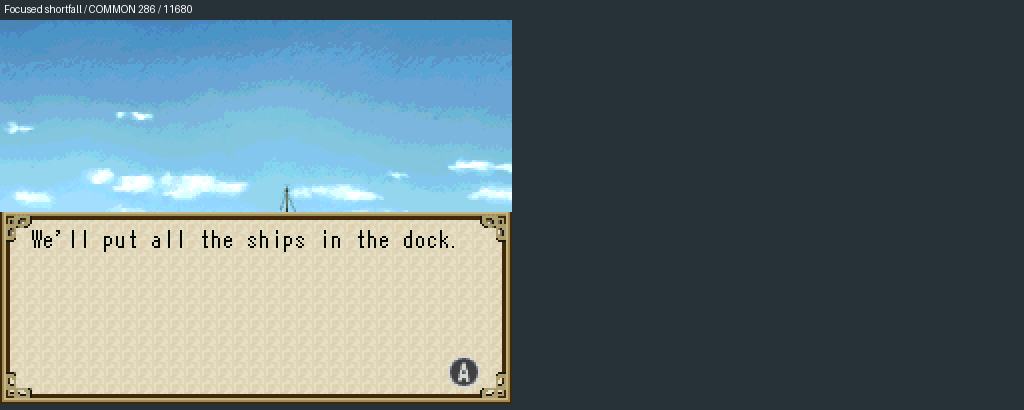 Focused shortfall / COMMON 286 / 11680
We'll put all the ships in the dock.
A